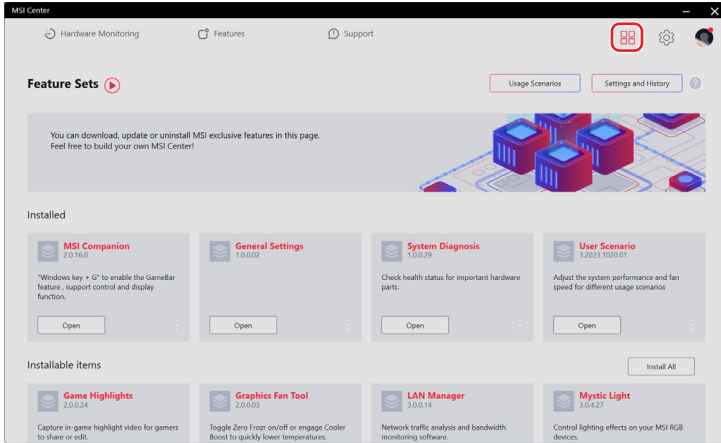 MSI Center
Hardware Monitoring
Features
Support
Feature Sets
Usage Scenarios
Settings and History
?
You can download, update or uninstall MSI exclusive features in this page.
Feel free to build your own MSI Center!
Installed
MSI Companion
2.0.16.0
"Windows key + G" to enable the GameBar
feature , support control and display
function.
Open
General Settings
1.0.0.02
Open
System Diagnosis
1.0.0.29
Check health status for important hardware
parts.
Open
User Scenario
3.2023.1020.01
Adjust the system performance and fan
speed for different usage scenarios
Open
Installable items
Install All
Game Highlights
2.0.0.24
Capture in-game highlight video for gamers
to share or edit.
Graphics Fan Tool
2.0.0.03
Toggle Zero Frozr on/off or engage Cooler
Boost to quickly lower temperatures.
LAN Manager
3.0.0.14
Network traffic analysis and bandwidth
monitoring software.
Mystic Light
3.0.4.27
Control lighting effects on your MSI RGB
devices.